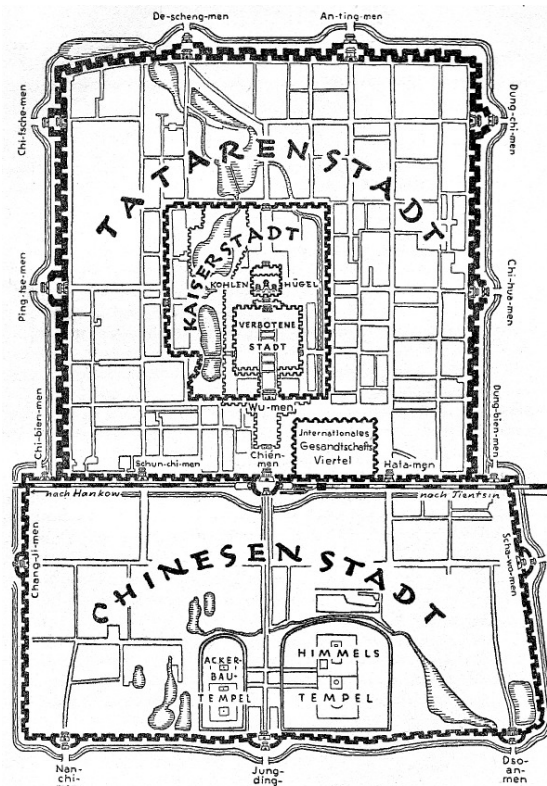 De-scheng-men
An-ting-men
Chi-tsche-men
Dung-chi-men
TATARENSTADT
KAISERSTADT
KOHLEN HÜGEL
VERBOTENE
STADT
Ping-tse-men
Chi-hua-men
Wu-men
Chi-bien-men
Dung-bien-men
Internationales
Gesandtschafts
Viertel
Schun-chi-men
Chien-
men
Hata-men
nach Hankow
nach Tientsin
Chang-ji-men
Scha-wo-men
CHINESENSTADT
ACKER-
BAU-
TEMPEL
HIMMELS
TEMPEL
Nan-
chi-
Jung-
ding-
Dso-
an-
men